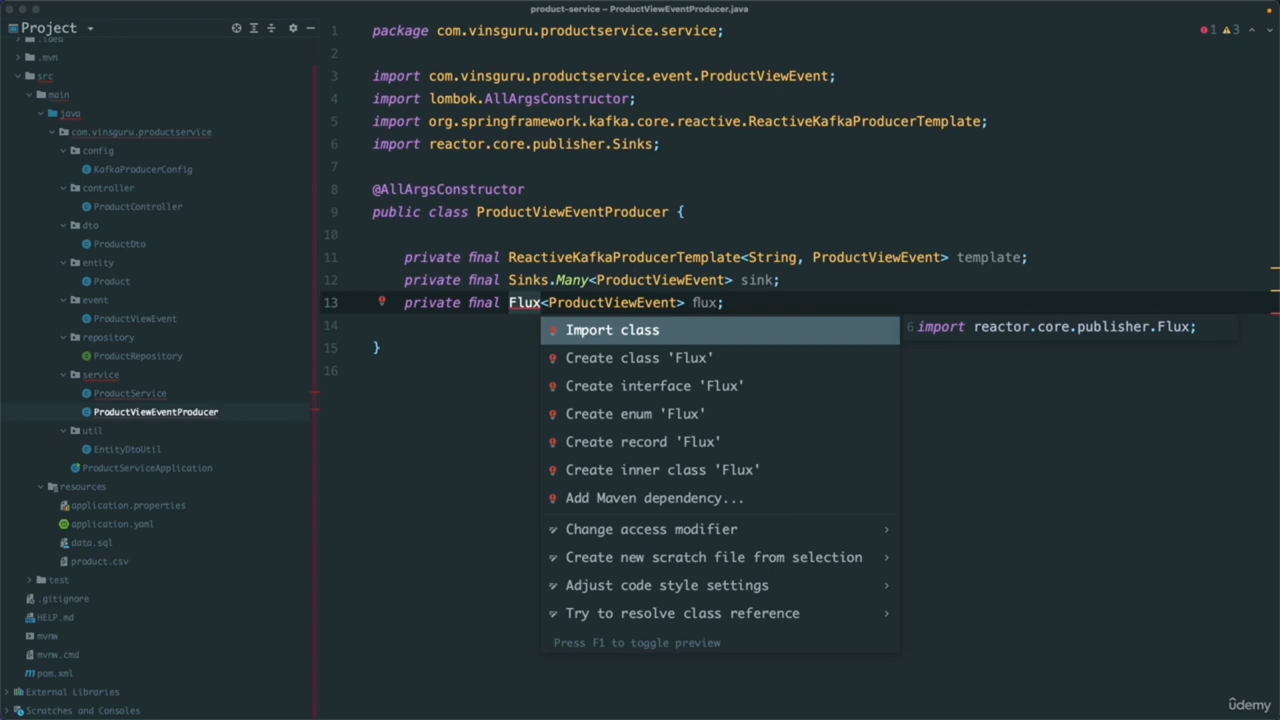 product-service – ProductViewEventProducer.java
Project
.idea
.mvn
src
main
java
com.vinsguru.productservice
config
KafkaProducerConfig
controller
ProductController
dto
ProductDto
entity
Product
event
ProductViewEvent
repository
ProductRepository
service
ProductService
ProductViewEventProducer
util
EntityDtoUtil
ProductServiceApplication
resources
application.properties
application.yaml
data.sql
product.csv
test
.gitignore
HELP.md
mvnw
mvnw.cmd
pom.xml
External Libraries
Scratches and Consoles
1 package com.vinsguru.productservice.service;
2
3 import com.vinsguru.productservice.event.ProductViewEvent;
4 import lombok.AllArgsConstructor;
5 import org.springframework.kafka.core.reactive.ReactiveKafkaProducerTemplate;
6 import reactor.core.publisher.Sinks;
7
8 @AllArgsConstructor
9 public class ProductViewEventProducer {
10
11 private final ReactiveKafkaProducerTemplate<String, ProductViewEvent> template;
12 private final Sinks.Many<ProductViewEvent> sink;
13 private final Flux<ProductViewEvent> flux;
14
15 }
16
1 3
Import class
Create class 'Flux'
Create interface 'Flux'
Create enum 'Flux'
Create record 'Flux'
Create inner class 'Flux'
Add Maven dependency...
Change access modifier
Create new scratch file from selection
Adjust code style settings
Try to resolve class reference
Press F1 to toggle preview
6 import reactor.core.publisher.Flux;
ûdemy